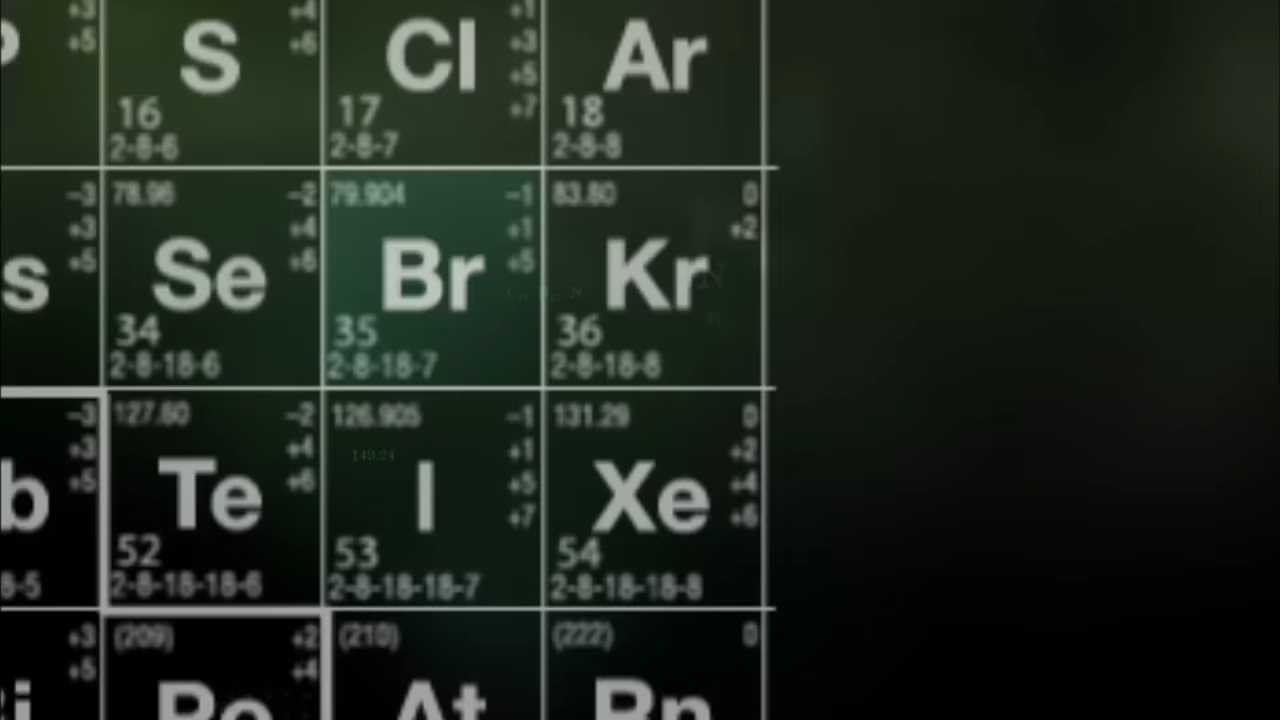 +3 +4 +1
P +5 S +6 Cl +3 Ar
+5
16 17 +7 18
2-8-6 2-8-7 2-8-8
-3 78.96 -2 79.904 -1 83.80 0
+3 +4 +1 +2
s +5 Se +6 Br +5 Kr
34 35 36
2-8-18-6 2-8-18-7 2-8-18-8
-3 127.60 -2 126.905 -1 131.29 0
+3 +4 149.24 +1 +2
b +5 Te +6 I +5 Xe +4
+7 +6
52 53 54
8-5 2-8-18-18-6 2-8-18-18-7 2-8-18-18-8
+3 (209) +2 (210) (222) 0
+5 +4
i Po At Rn